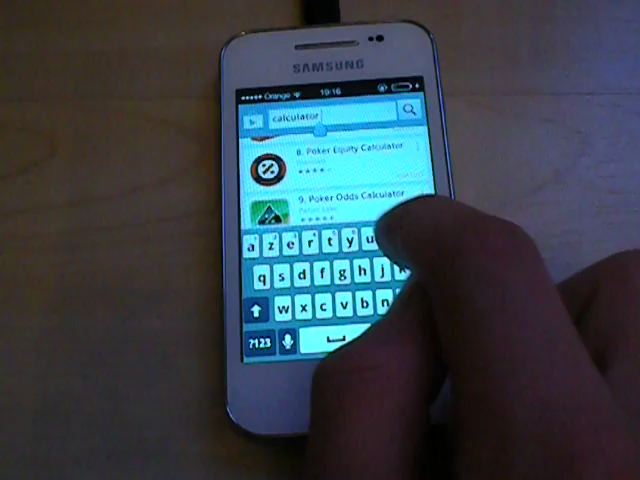 SAMSUNG
Orange 19:16
calculator
8. Poker Equity Calculator
9. Poker Odds Calculator
a z e r t y u
q s d f g h j k
w x c v b n
?123